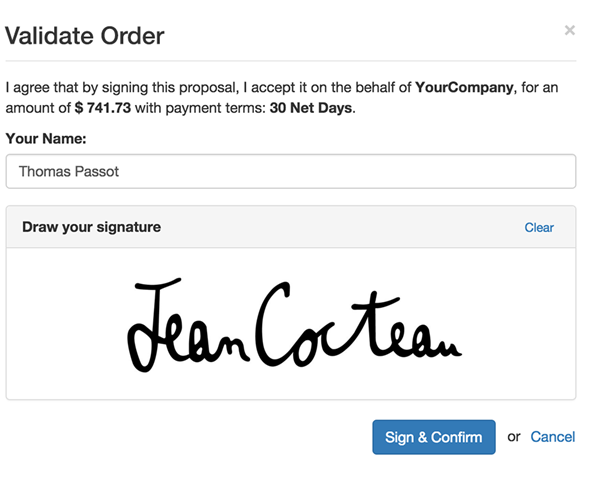 Validate Order
×
I agree that by signing this proposal, I accept it on the behalf of YourCompany, for an
amount of $ 741.73 with payment terms: 30 Net Days.
Your Name:
Thomas Passot
Draw your signature Clear
Jean Cocteau
Sign & Confirm or Cancel